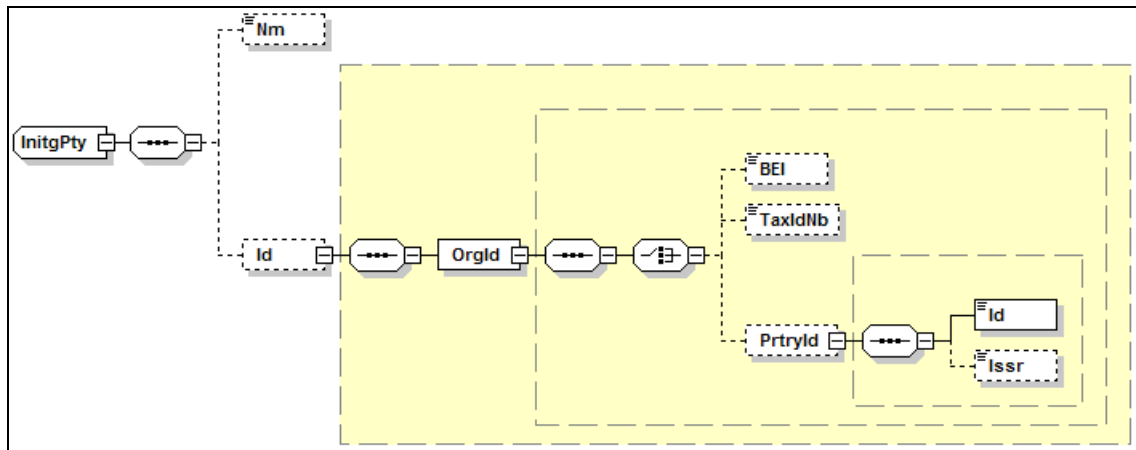 Nm
InitgPty
BEI
TaxIdNb
Id
OrgId
PrtryId
Id
Issr